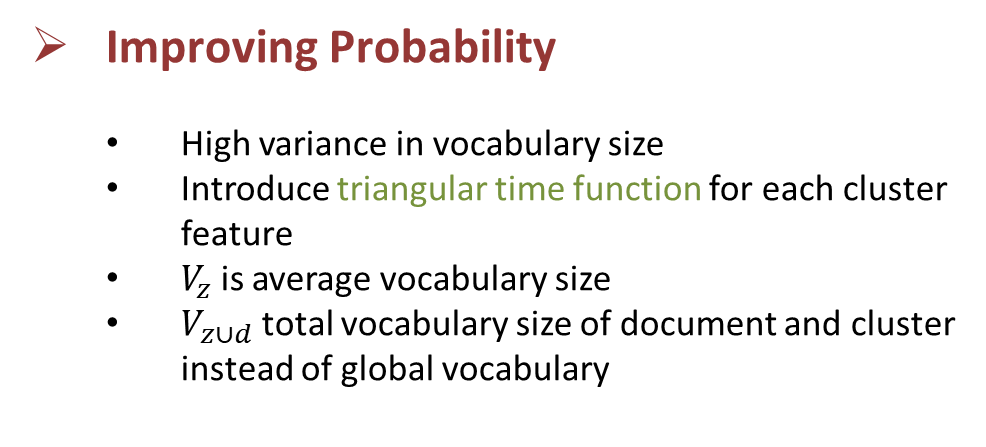 ➢ Improving Probability
• High variance in vocabulary size
• Introduce triangular time function for each cluster
feature
• V_z is average vocabulary size
• V_{z∪d} total vocabulary size of document and cluster
instead of global vocabulary